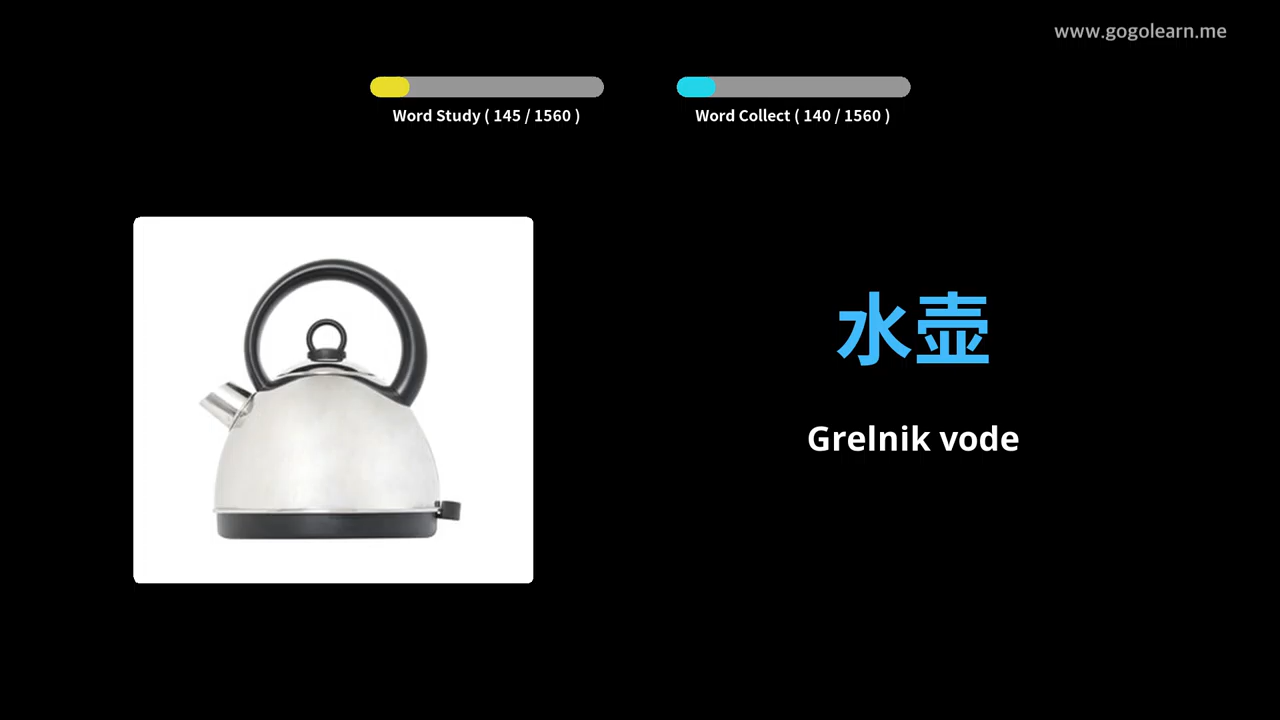 www.gogolearn.me
Word Study ( 145 / 1560 )
Word Collect ( 140 / 1560 )
水壶
Grelnik vode